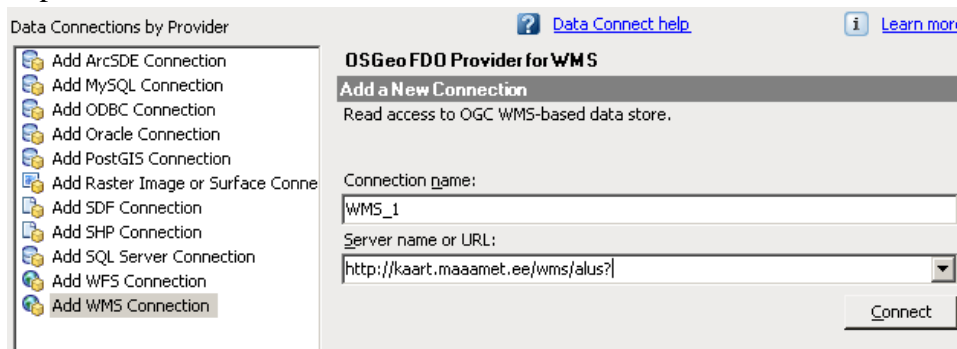 Data Connections by Provider
Data Connect help
Learn more
Add ArcSDE Connection
Add MySQL Connection
Add ODBC Connection
Add Oracle Connection
Add PostGIS Connection
Add Raster Image or Surface Conne
Add SDF Connection
Add SHP Connection
Add SQL Server Connection
Add WFS Connection
Add WMS Connection
OSGeo FDO Provider for WMS
Add a New Connection
Read access to OGC WMS-based data store.
Connection name:
WMS_1
Server name or URL:
http://kaart.maaamet.ee/wms/alus?
Connect